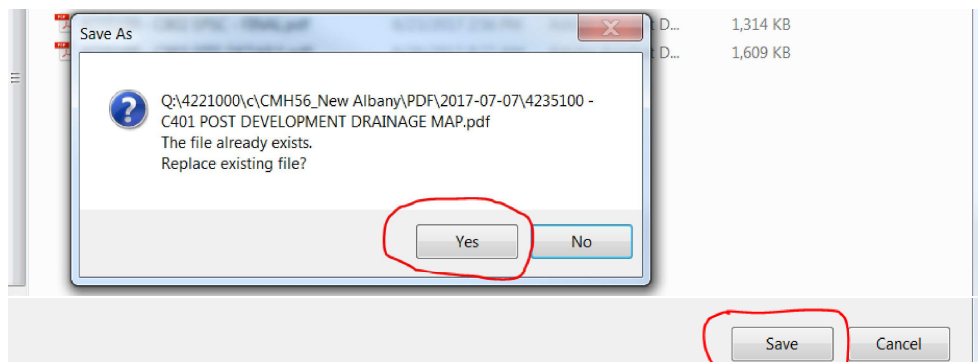 D... 1,314 KB
Save As
D... 1,609 KB
Q:\4221000\c\CMH56_New Albany\PDF\2017-07-07\4235100 -
C401 POST DEVELOPMENT DRAINAGE MAP.pdf
The file already exists.
Replace existing file?
Yes No
Save Cancel